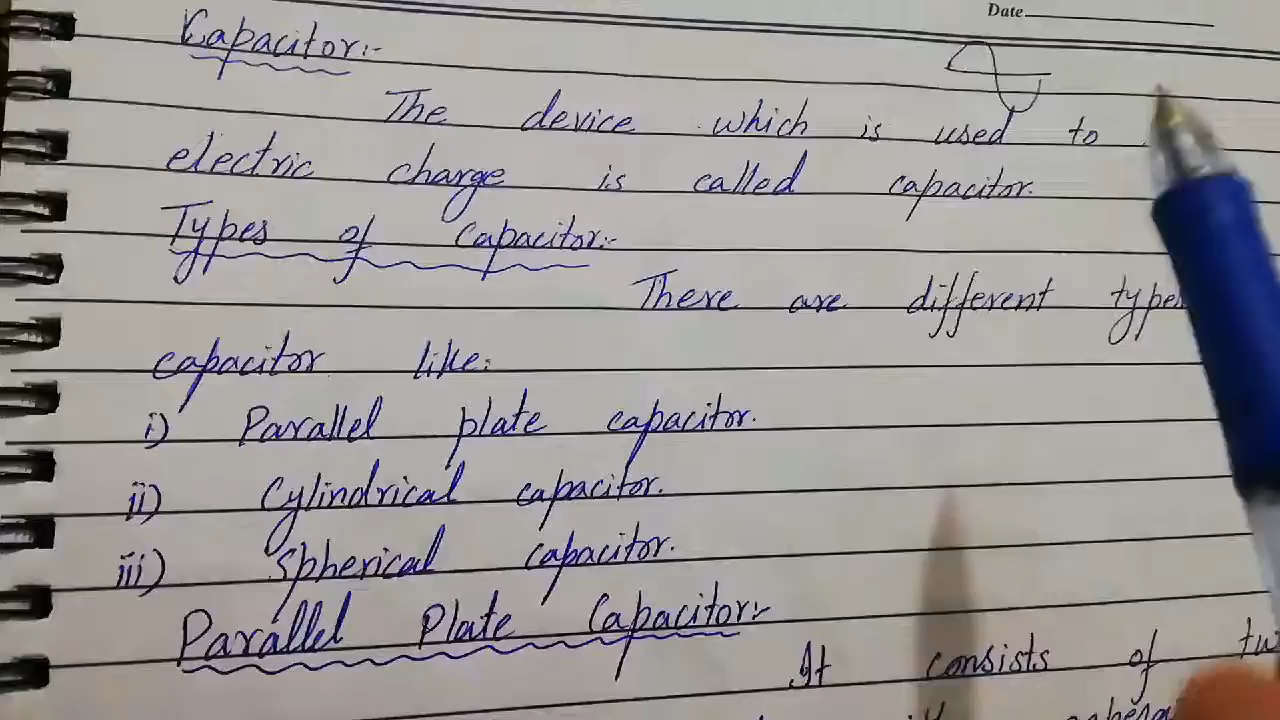 Date
Capacitor:-
The device which is used to
electric charge is called capacitor.
Types of Capacitor:-
There are different
capacitor like:
i) Parallel plate capacitor.
ii) Cylindrical capacitor.
iii) Spherical capacitor.
Parallel Plate Capacitor:-
It consists of